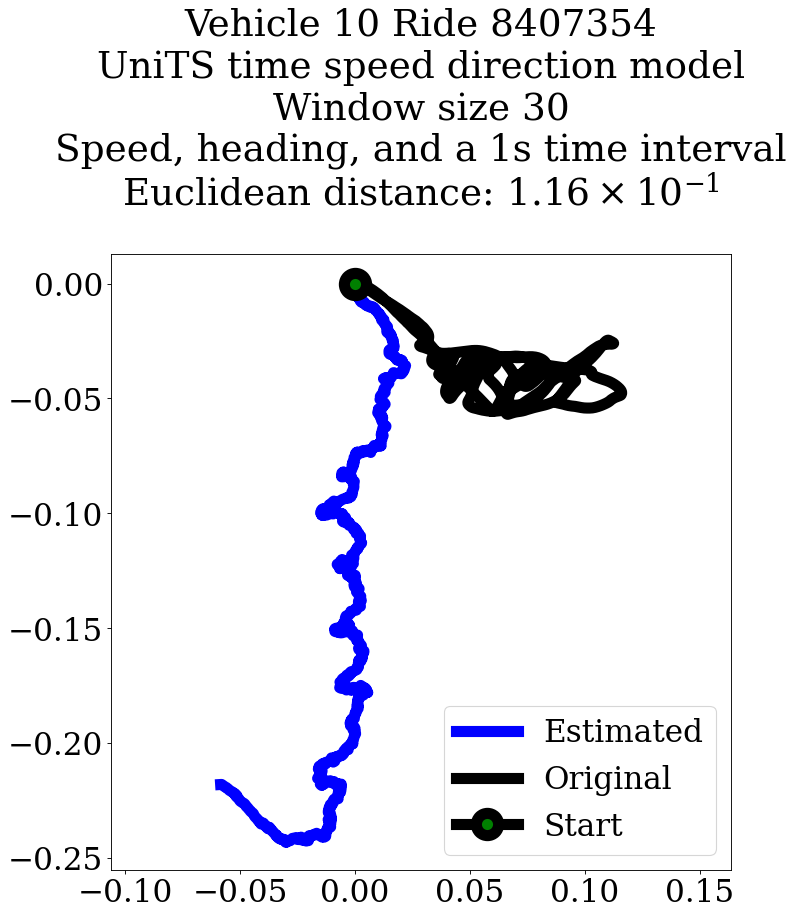 Vehicle 10 Ride 8407354
UniTS time speed direction model
Window size 30
Speed, heading, and a 1s time interval
Euclidean distance: 1.16 × 10⁻¹
0.00
−0.05
−0.10
−0.15
−0.20
−0.25
Estimated
Original
Start
−0.10 −0.05 0.00 0.05 0.10 0.15